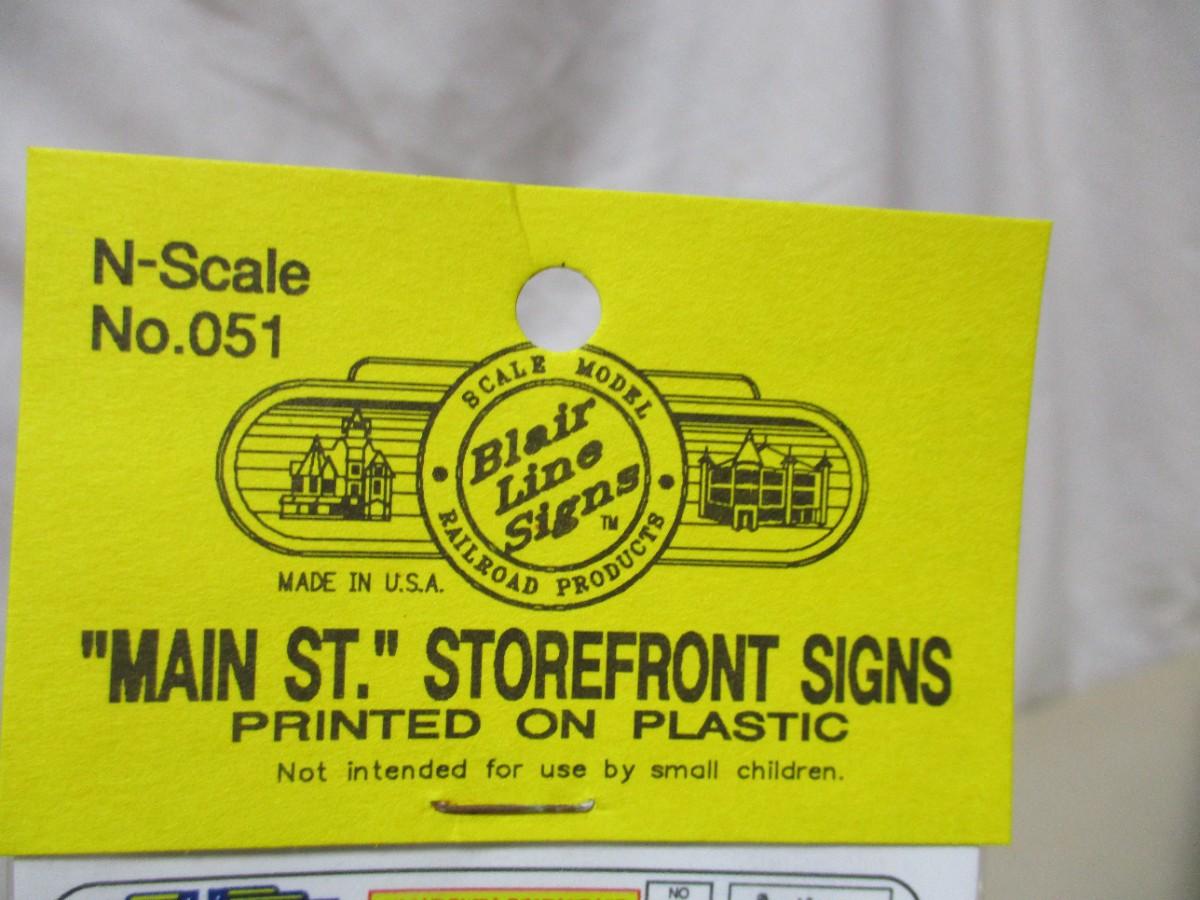 N-Scale
No.051
SCALE MODEL
Blair
Line
Signs
TM
RAILROAD PRODUCTS
MADE IN U.S.A.
"MAIN ST." STOREFRONT SIGNS
PRINTED ON PLASTIC
Not intended for use by small children.
NO